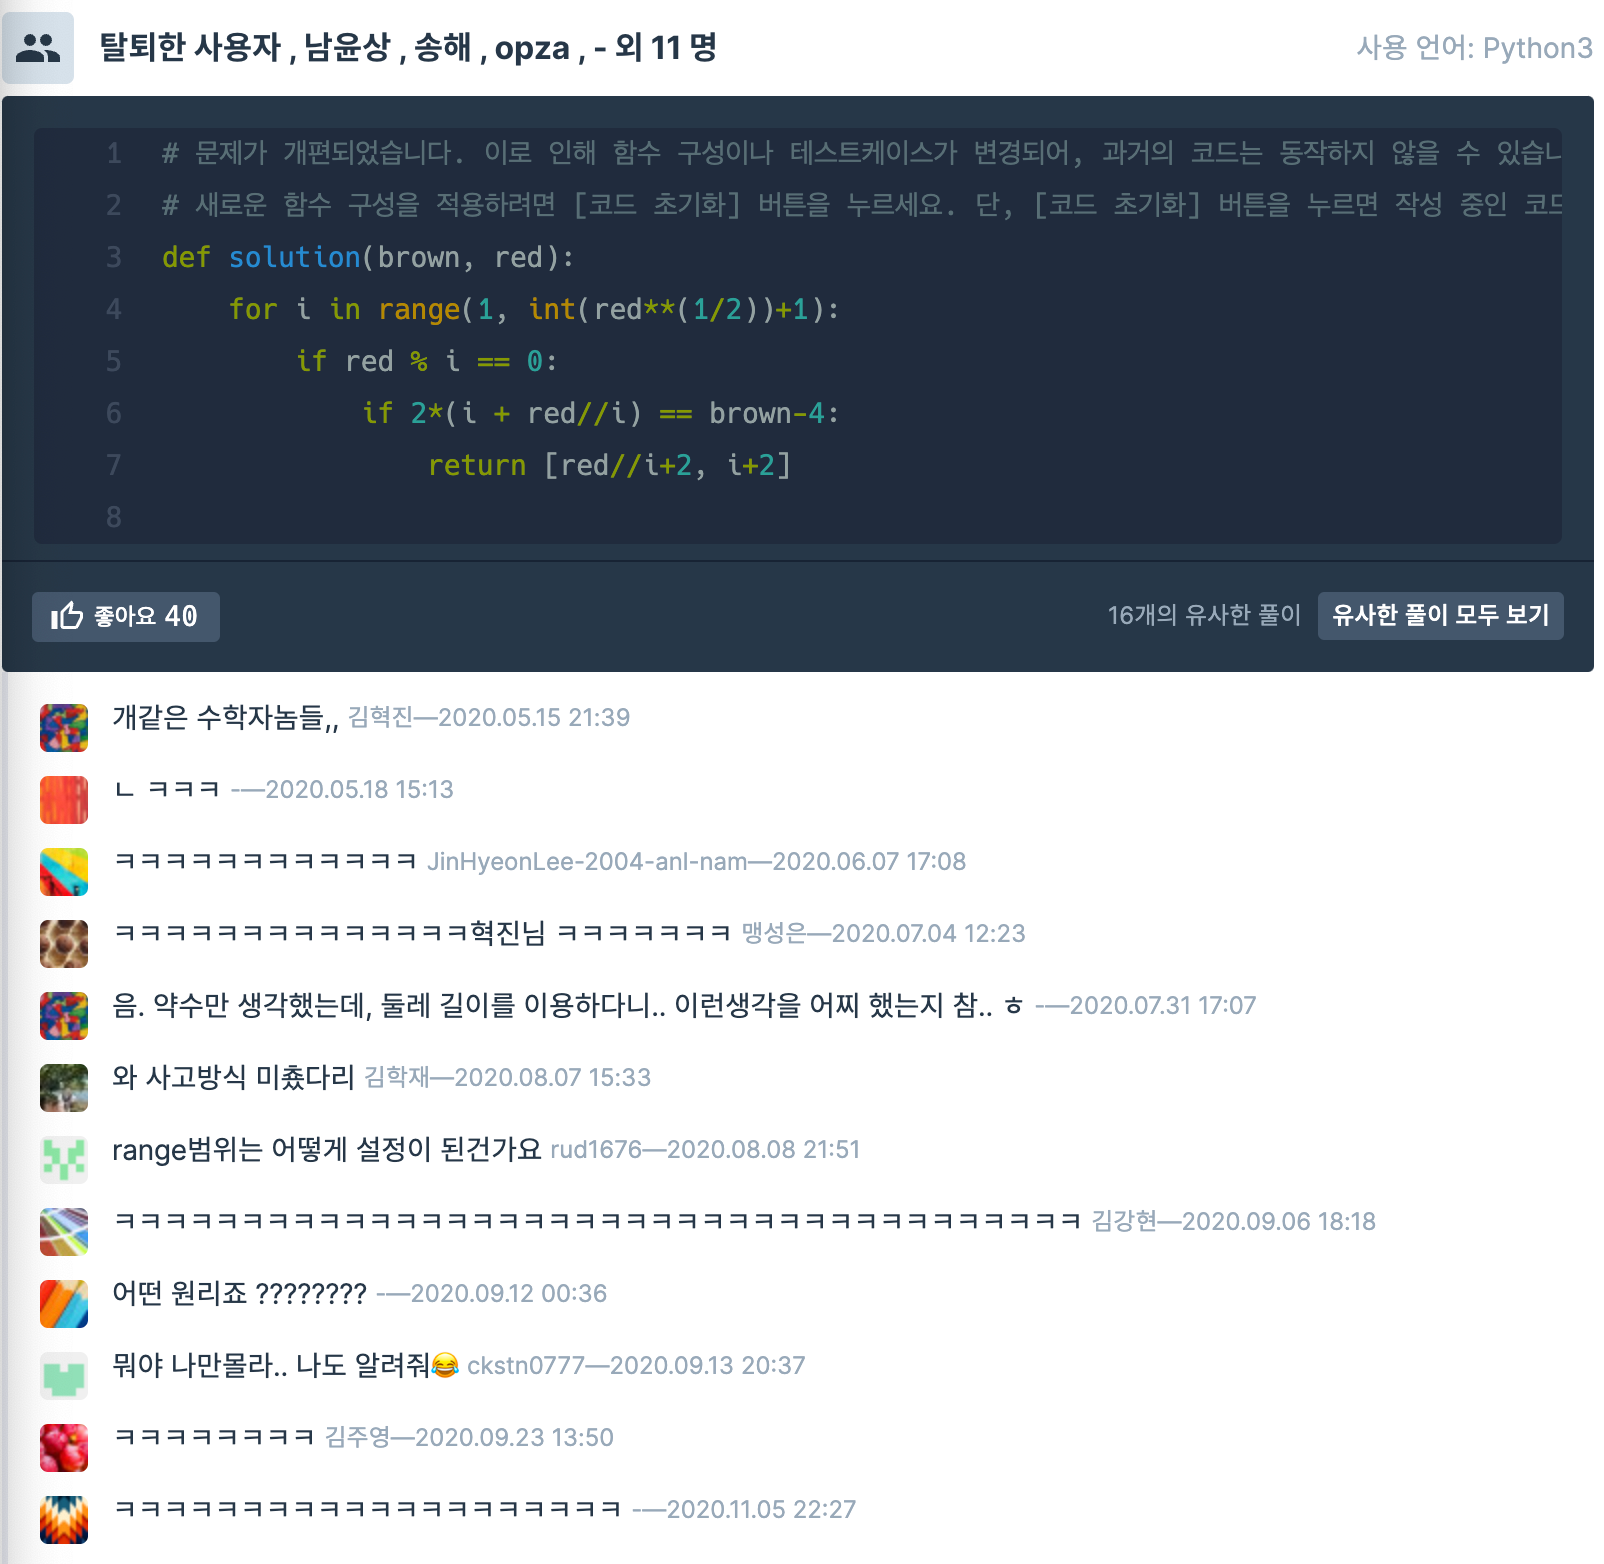 탈퇴한 사용자 , 남윤상 , 송해 , opza , - 외 11 명
사용 언어: Python3
1 # 문제가 개편되었습니다. 이로 인해 함수 구성이나 테스트케이스가 변경되어, 과거의 코드는 동작하지 않을 수 있습니
2 # 새로운 함수 구성을 적용하려면 [코드 초기화] 버튼을 누르세요. 단, [코드 초기화] 버튼을 누르면 작성 중인 코드
3 def solution(brown, red):
4     for i in range(1, int(red**(1/2))+1):
5         if red % i == 0:
6             if 2*(i + red//i) == brown-4:
7                 return [red//i+2, i+2]
8
좋아요 40
16개의 유사한 풀이 유사한 풀이 모두 보기
개같은 수학자놈들,, 김혁진—2020.05.15 21:39
ㄴ ㅋㅋㅋ -—2020.05.18 15:13
ㅋㅋㅋㅋㅋㅋㅋㅋㅋㅋㅋㅋ JinHyeonLee-2004-anl-nam—2020.06.07 17:08
ㅋㅋㅋㅋㅋㅋㅋㅋㅋㅋㅋㅋㅋㅋ혁진님 ㅋㅋㅋㅋㅋㅋㅋ 맹성은—2020.07.04 12:23
음. 약수만 생각했는데, 둘레 길이를 이용하다니.. 이런생각을 어찌 했는지 참.. ㅎ -—2020.07.31 17:07
와 사고방식 미쵸다리 김학재—2020.08.07 15:33
range범위는 어떻게 설정이 된건가요 rud1676—2020.08.08 21:51
ㅋㅋㅋㅋㅋㅋㅋㅋㅋㅋㅋㅋㅋㅋㅋㅋㅋㅋㅋㅋㅋㅋㅋㅋㅋㅋㅋㅋㅋㅋㅋㅋㅋㅋㅋㅋㅋㅋ 김강현—2020.09.06 18:18
어떤 원리죠 ???????? -—2020.09.12 00:36
뭐야 나만몰라.. 나도 알려줘😂 ckstn0777—2020.09.13 20:37
ㅋㅋㅋㅋㅋㅋㅋㅋ 김주영—2020.09.23 13:50
ㅋㅋㅋㅋㅋㅋㅋㅋㅋㅋㅋㅋㅋㅋㅋㅋㅋㅋㅋㅋ -—2020.11.05 22:27